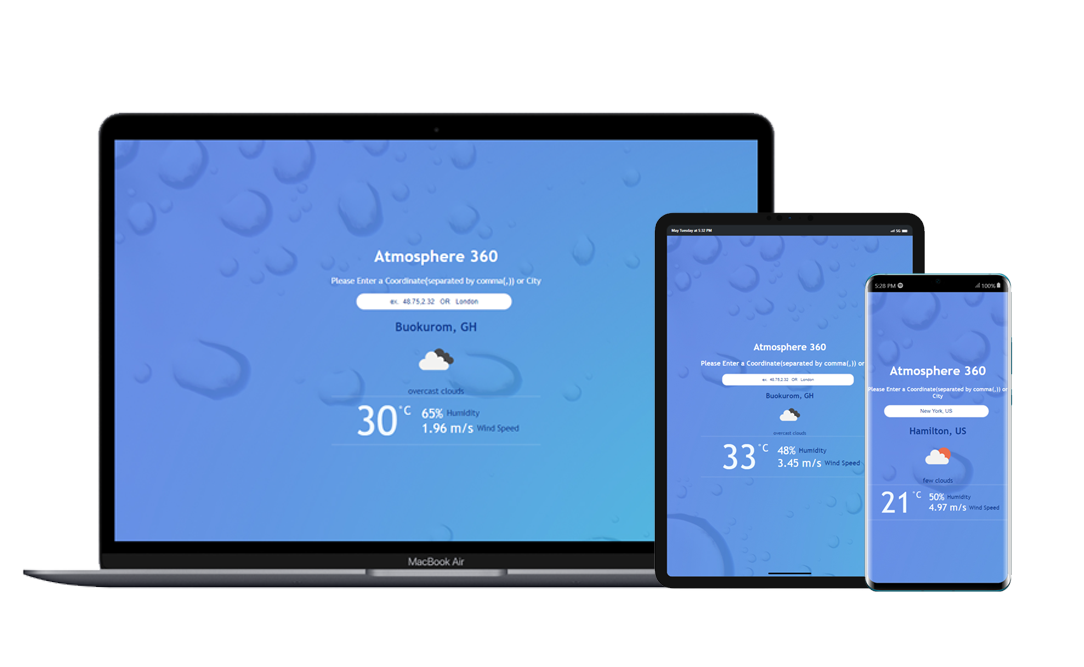 Atmosphere 360
Please Enter a Coordinate(separated by comma(,)) or City
ex. 48.75,2.32 OR London
Buokurom, GH
overcast clouds
30°C
65% Humidity
1.96 m/s Wind Speed
MacBook Air
May Tuesday at 5:32 PM
5G
Atmosphere 360
Please Enter a Coordinate(separated by comma(,)) or
ex. 48.75,2.32 OR London
Buokurom, GH
overcast clouds
33°C
48% Humidity
3.45 m/s Wind Speed
5:28 PM
100%
Atmosphere 360
Please Enter a Coordinate(separated by comma(,)) or
City
New York, US
Hamilton, US
few clouds
21°C
50% Humidity
4.97 m/s Wind Speed